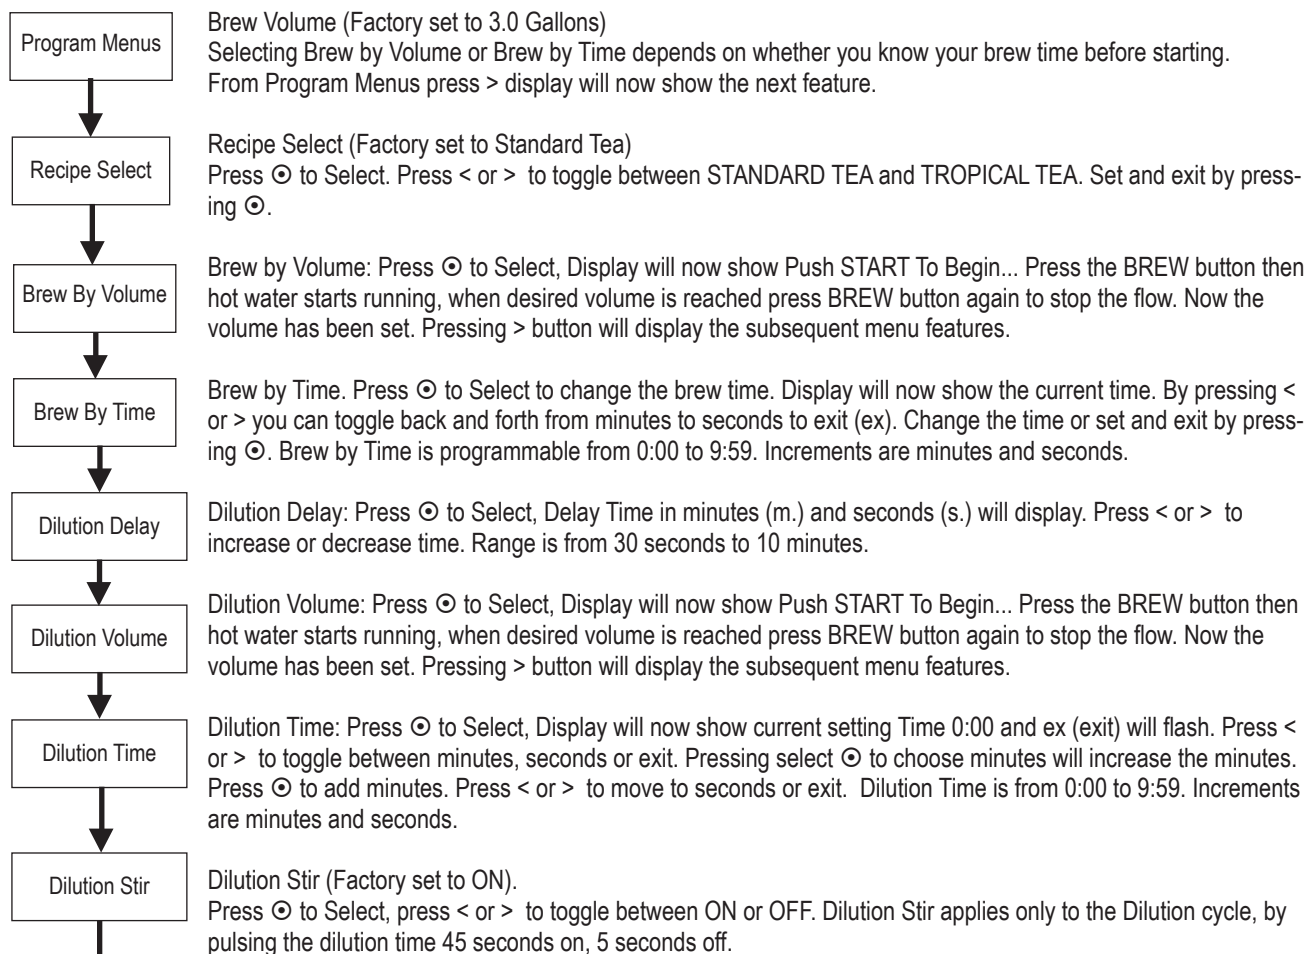 Program Menus
Brew Volume (Factory set to 3.0 Gallons)
Selecting Brew by Volume or Brew by Time depends on whether you know your brew time before starting.
From Program Menus press > display will now show the next feature.
Recipe Select
Recipe Select (Factory set to Standard Tea)
Press ⊙ to Select. Press < or > to toggle between STANDARD TEA and TROPICAL TEA. Set and exit by press-
ing ⊙.
Brew By Volume
Brew by Volume: Press ⊙ to Select, Display will now show Push START To Begin... Press the BREW button then
hot water starts running, when desired volume is reached press BREW button again to stop the flow. Now the
volume has been set. Pressing > button will display the subsequent menu features.
Brew By Time
Brew by Time. Press ⊙ to Select to change the brew time. Display will now show the current time. By pressing <
or > you can toggle back and forth from minutes to seconds to exit (ex). Change the time or set and exit by press-
ing ⊙. Brew by Time is programmable from 0:00 to 9:59. Increments are minutes and seconds.
Dilution Delay
Dilution Delay: Press ⊙ to Select, Delay Time in minutes (m.) and seconds (s.) will display. Press < or > to
increase or decrease time. Range is from 30 seconds to 10 minutes.
Dilution Volume
Dilution Volume: Press ⊙ to Select, Display will now show Push START To Begin... Press the BREW button then
hot water starts running, when desired volume is reached press BREW button again to stop the flow. Now the
volume has been set. Pressing > button will display the subsequent menu features.
Dilution Time
Dilution Time: Press ⊙ to Select, Display will now show current setting Time 0:00 and ex (exit) will flash. Press <
or > to toggle between minutes, seconds or exit. Pressing select ⊙ to choose minutes will increase the minutes.
Press ⊙ to add minutes. Press < or > to move to seconds or exit. Dilution Time is from 0:00 to 9:59. Increments
are minutes and seconds.
Dilution Stir
Dilution Stir (Factory set to ON).
Press ⊙ to Select, press < or > to toggle between ON or OFF. Dilution Stir applies only to the Dilution cycle, by
pulsing the dilution time 45 seconds on, 5 seconds off.